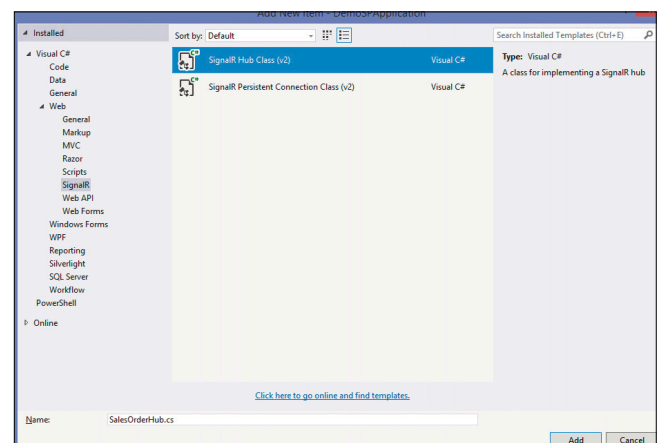 Add New Item - DemoSPApplication
Installed
Sort by: Default
Search Installed Templates (Ctrl+E)
Visual C#
Code
Data
General
Web
General
Markup
MVC
Razor
Scripts
SignalR
Web API
Web Forms
Windows Forms
WPF
Reporting
Silverlight
SQL Server
Workflow
PowerShell
Online
SignalR Hub Class (v2) Visual C#
SignalR Persistent Connection Class (v2) Visual C#
Type: Visual C#
A class for implementing a SignalR hub
Click here to go online and find templates.
Name: SalesOrderHub.cs
Add Cancel